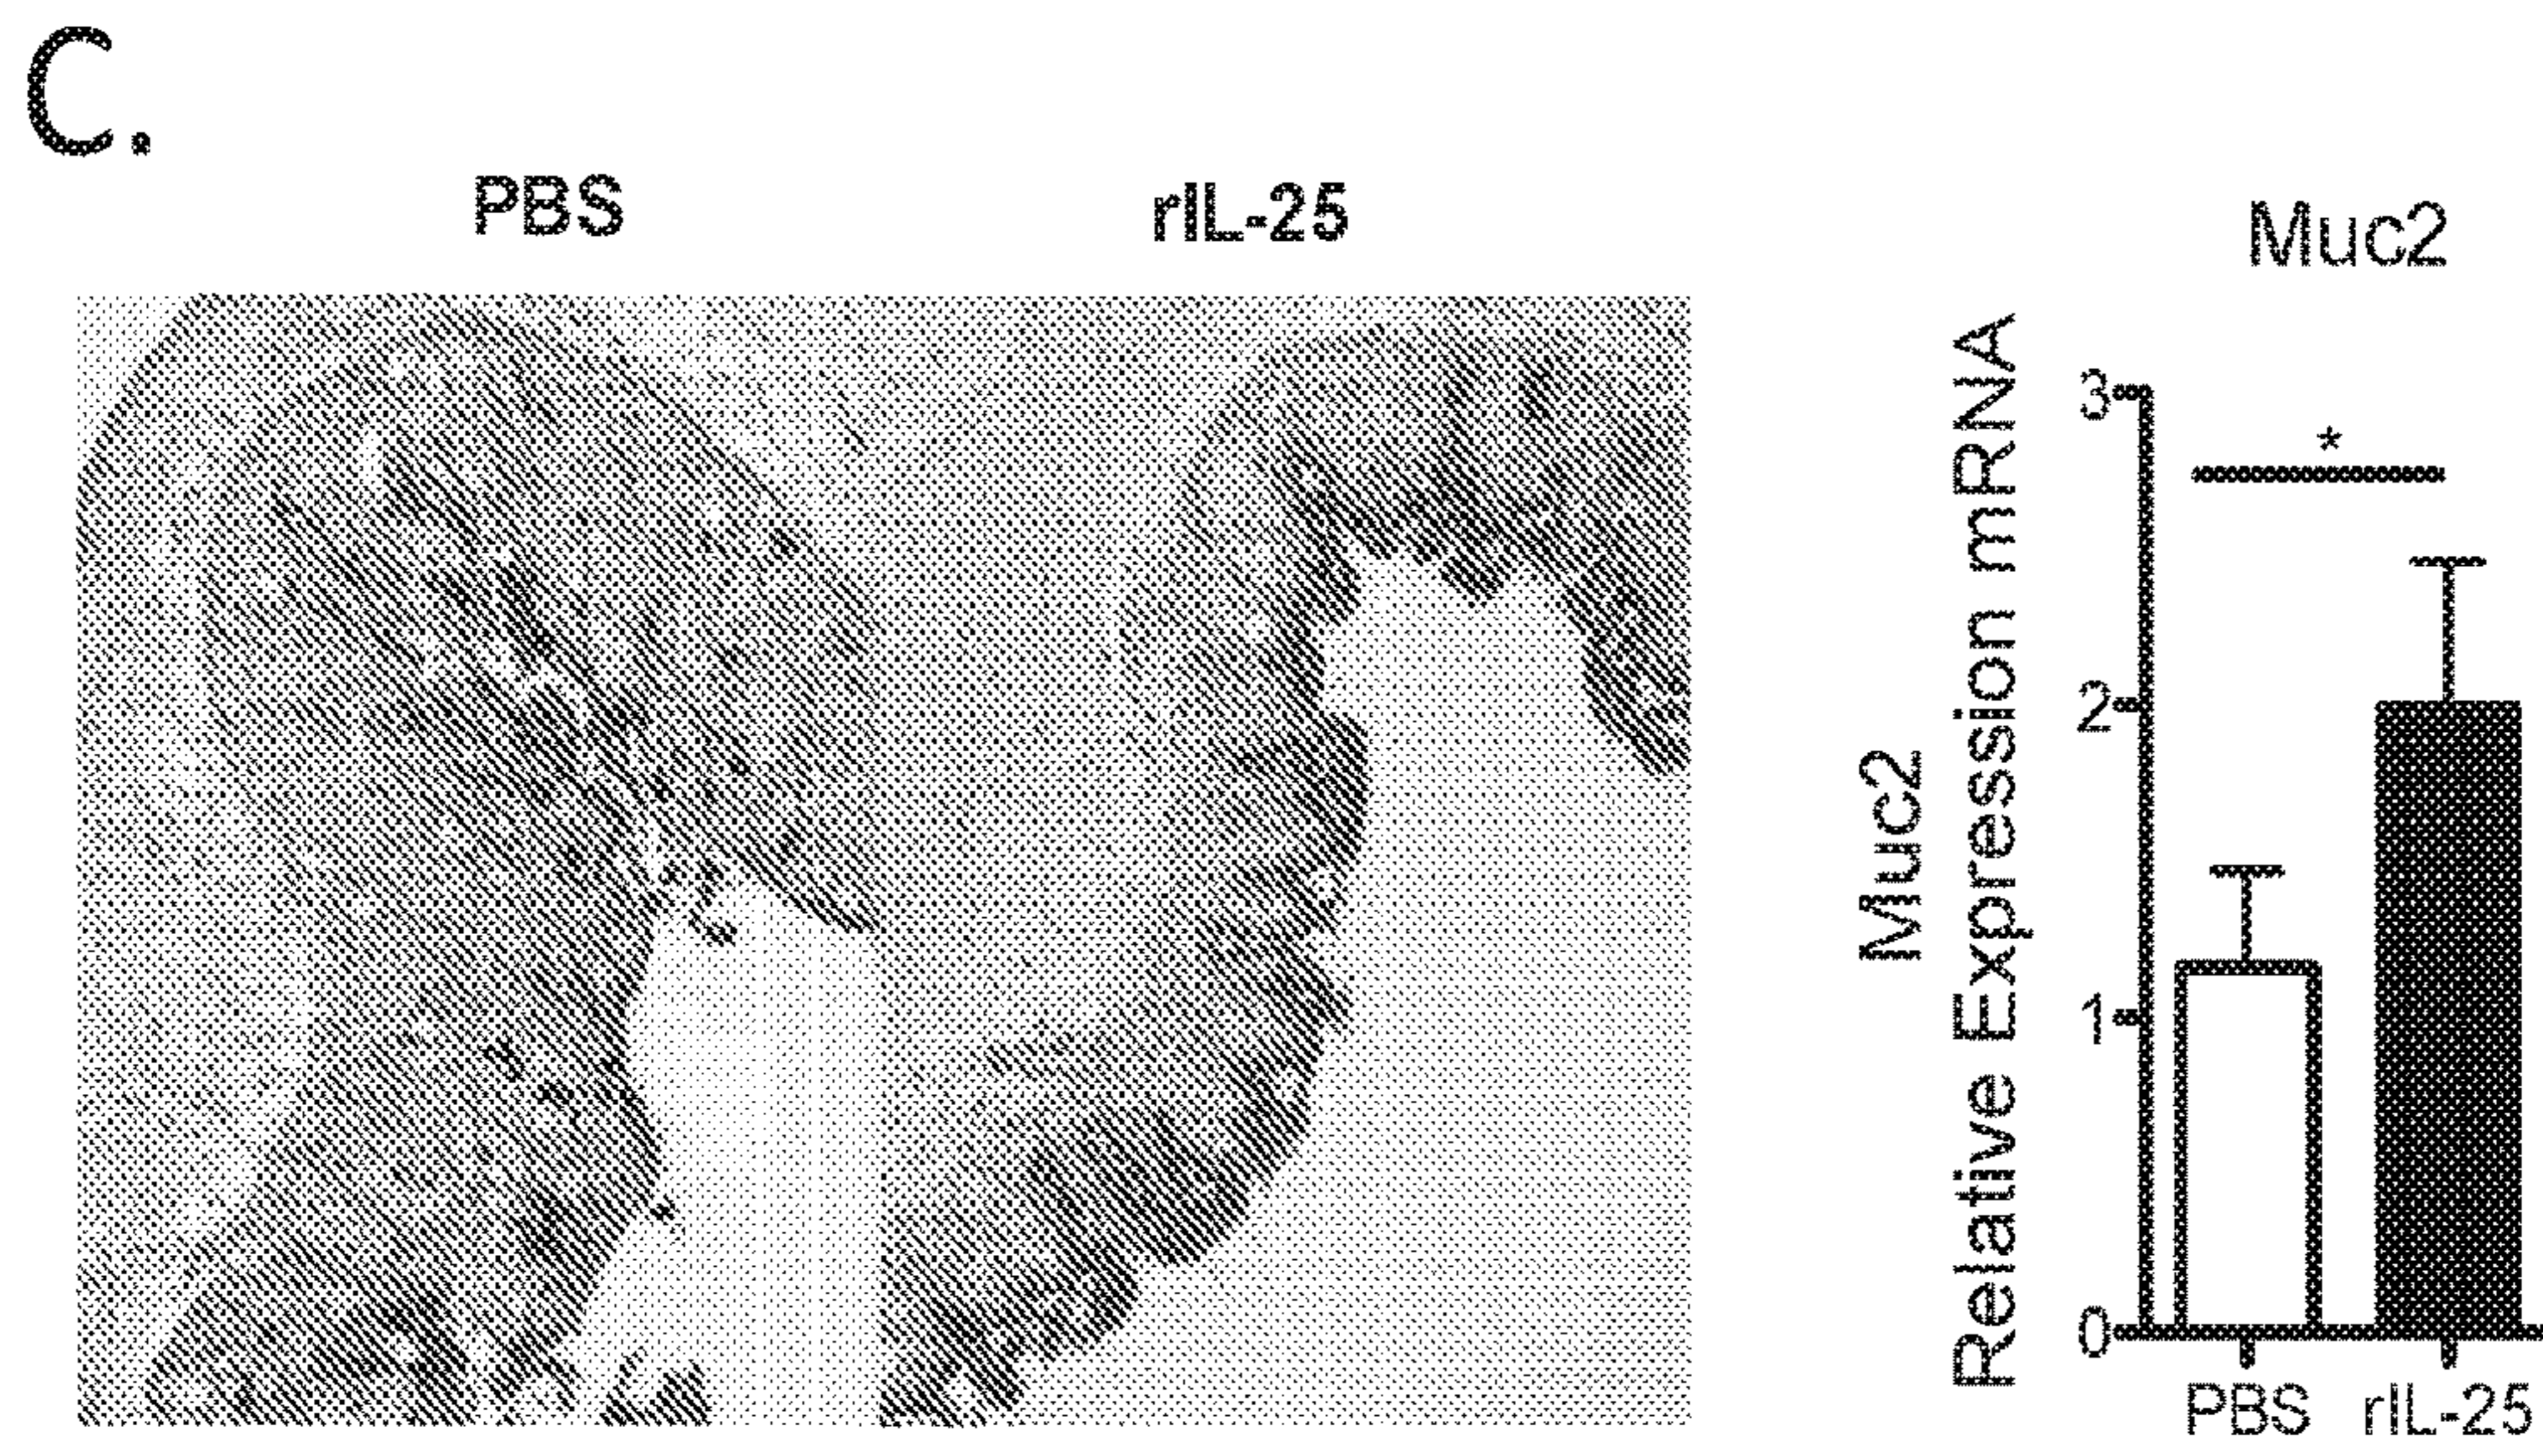 C.
PBS
rIL-25
Muc2
Muc2
Relative Expression mRNA
3
2
1
0
*
PBS
rIL-25